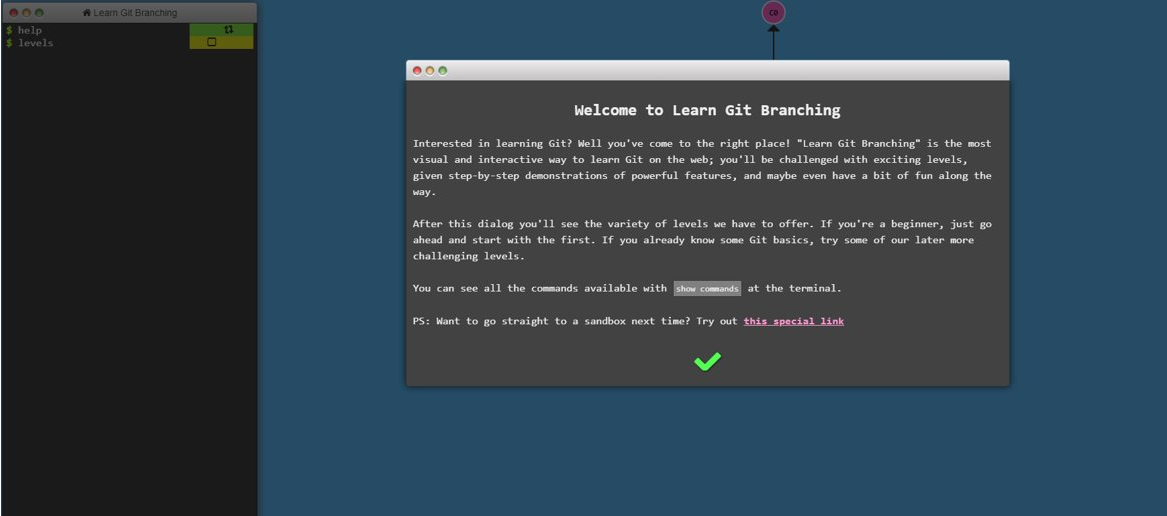 Learn Git Branching
$ help
$ levels
C0
Welcome to Learn Git Branching
Interested in learning Git? Well you've come to the right place! "Learn Git Branching" is the most
visual and interactive way to learn Git on the web; you'll be challenged with exciting levels,
given step-by-step demonstrations of powerful features, and maybe even have a bit of fun along the
way.
After this dialog you'll see the variety of levels we have to offer. If you're a beginner, just go
ahead and start with the first. If you already know some Git basics, try some of our later more
challenging levels.
You can see all the commands available with show commands at the terminal.
PS: Want to go straight to a sandbox next time? Try out this special link